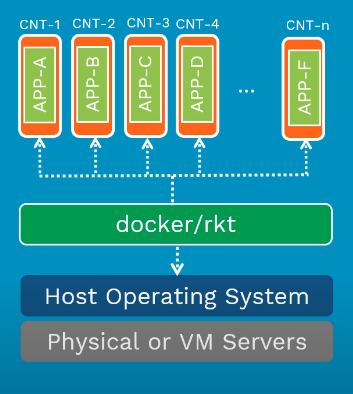 CNT-1 CNT-2 CNT-3 CNT-4 CNT-n
APP-A APP-B APP-C APP-D ... APP-F
docker/rkt
Host Operating System
Physical or VM Servers